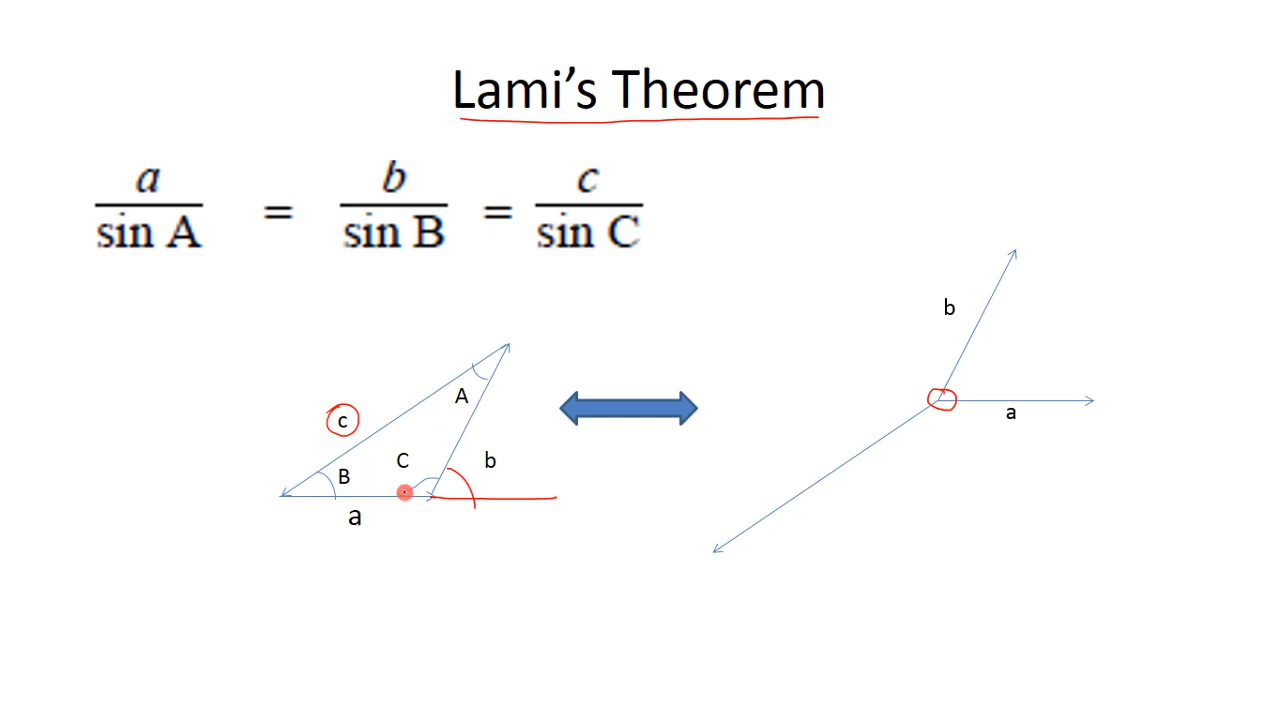 Lami's Theorem
a / sin A = b / sin B = c / sin C
b
A
c
a
C
b
B
a